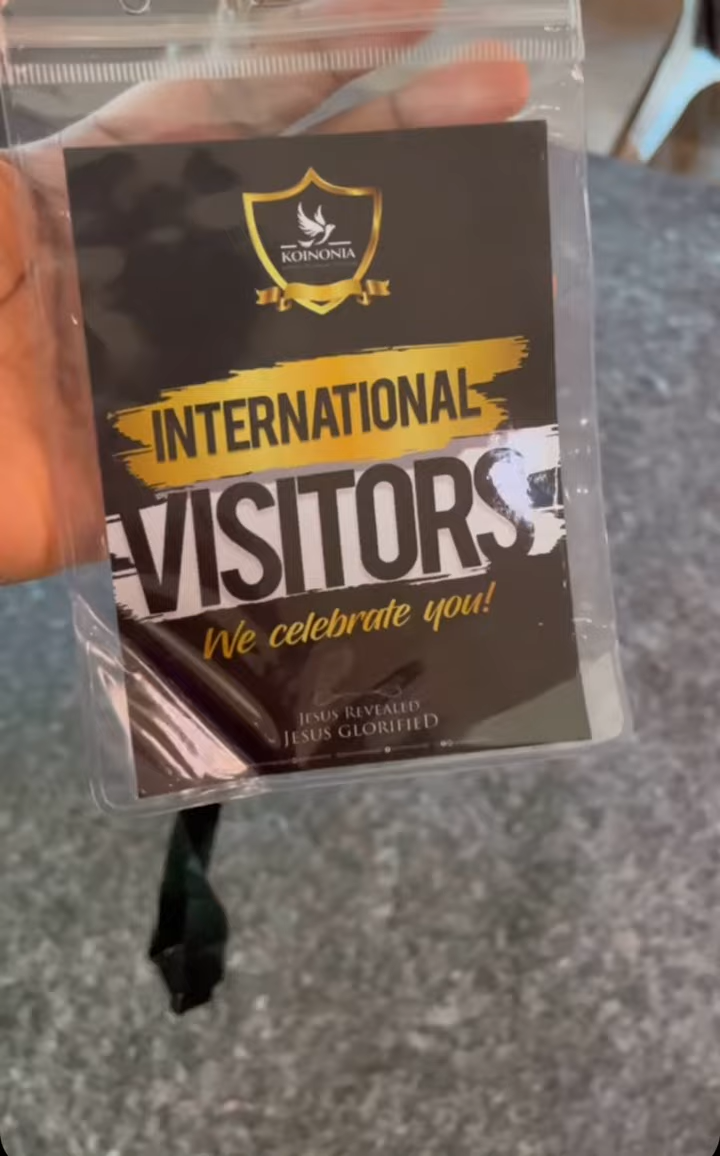 KOINONIA
INTERNATIONAL
VISITORS
We celebrate you!
JESUS REVEALED
JESUS GLORIFIED